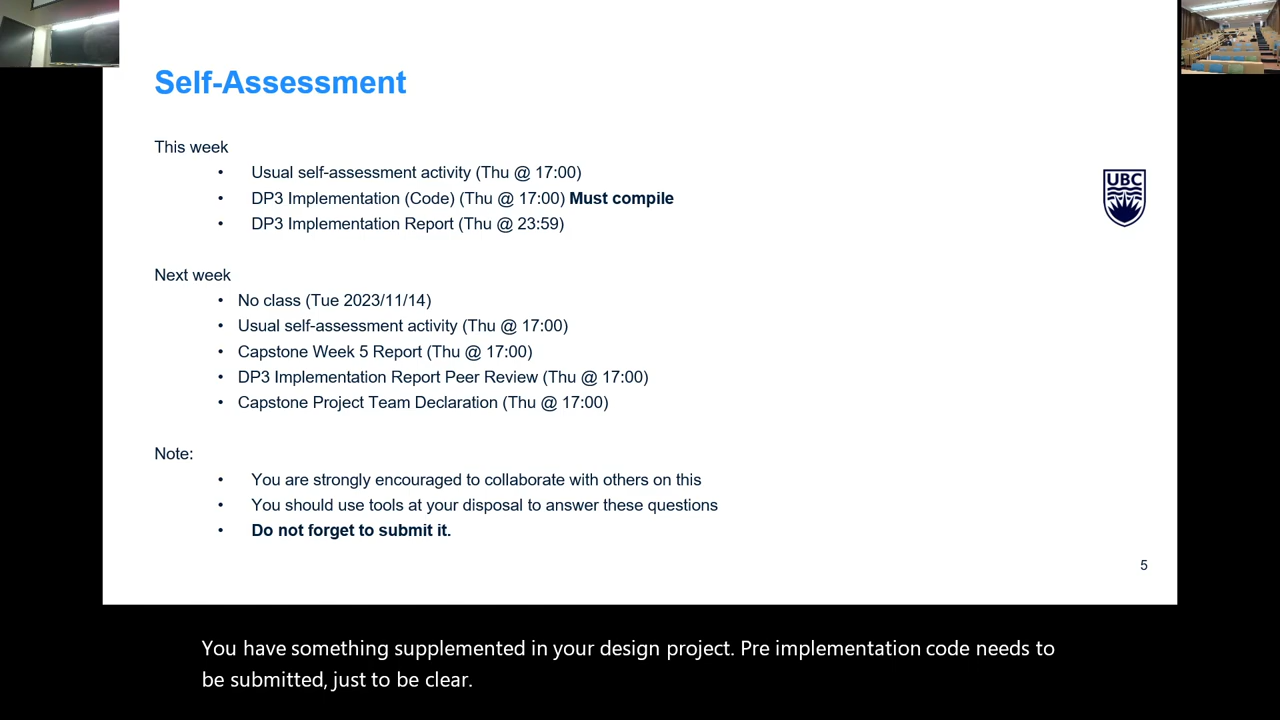 Self-Assessment
This week
• Usual self-assessment activity (Thu @ 17:00)
• DP3 Implementation (Code) (Thu @ 17:00) Must compile
• DP3 Implementation Report (Thu @ 23:59)
UBC
Next week
• No class (Tue 2023/11/14)
• Usual self-assessment activity (Thu @ 17:00)
• Capstone Week 5 Report (Thu @ 17:00)
• DP3 Implementation Report Peer Review (Thu @ 17:00)
• Capstone Project Team Declaration (Thu @ 17:00)
Note:
• You are strongly encouraged to collaborate with others on this
• You should use tools at your disposal to answer these questions
• Do not forget to submit it.
5
You have something supplemented in your design project. Pre implementation code needs to
be submitted, just to be clear.